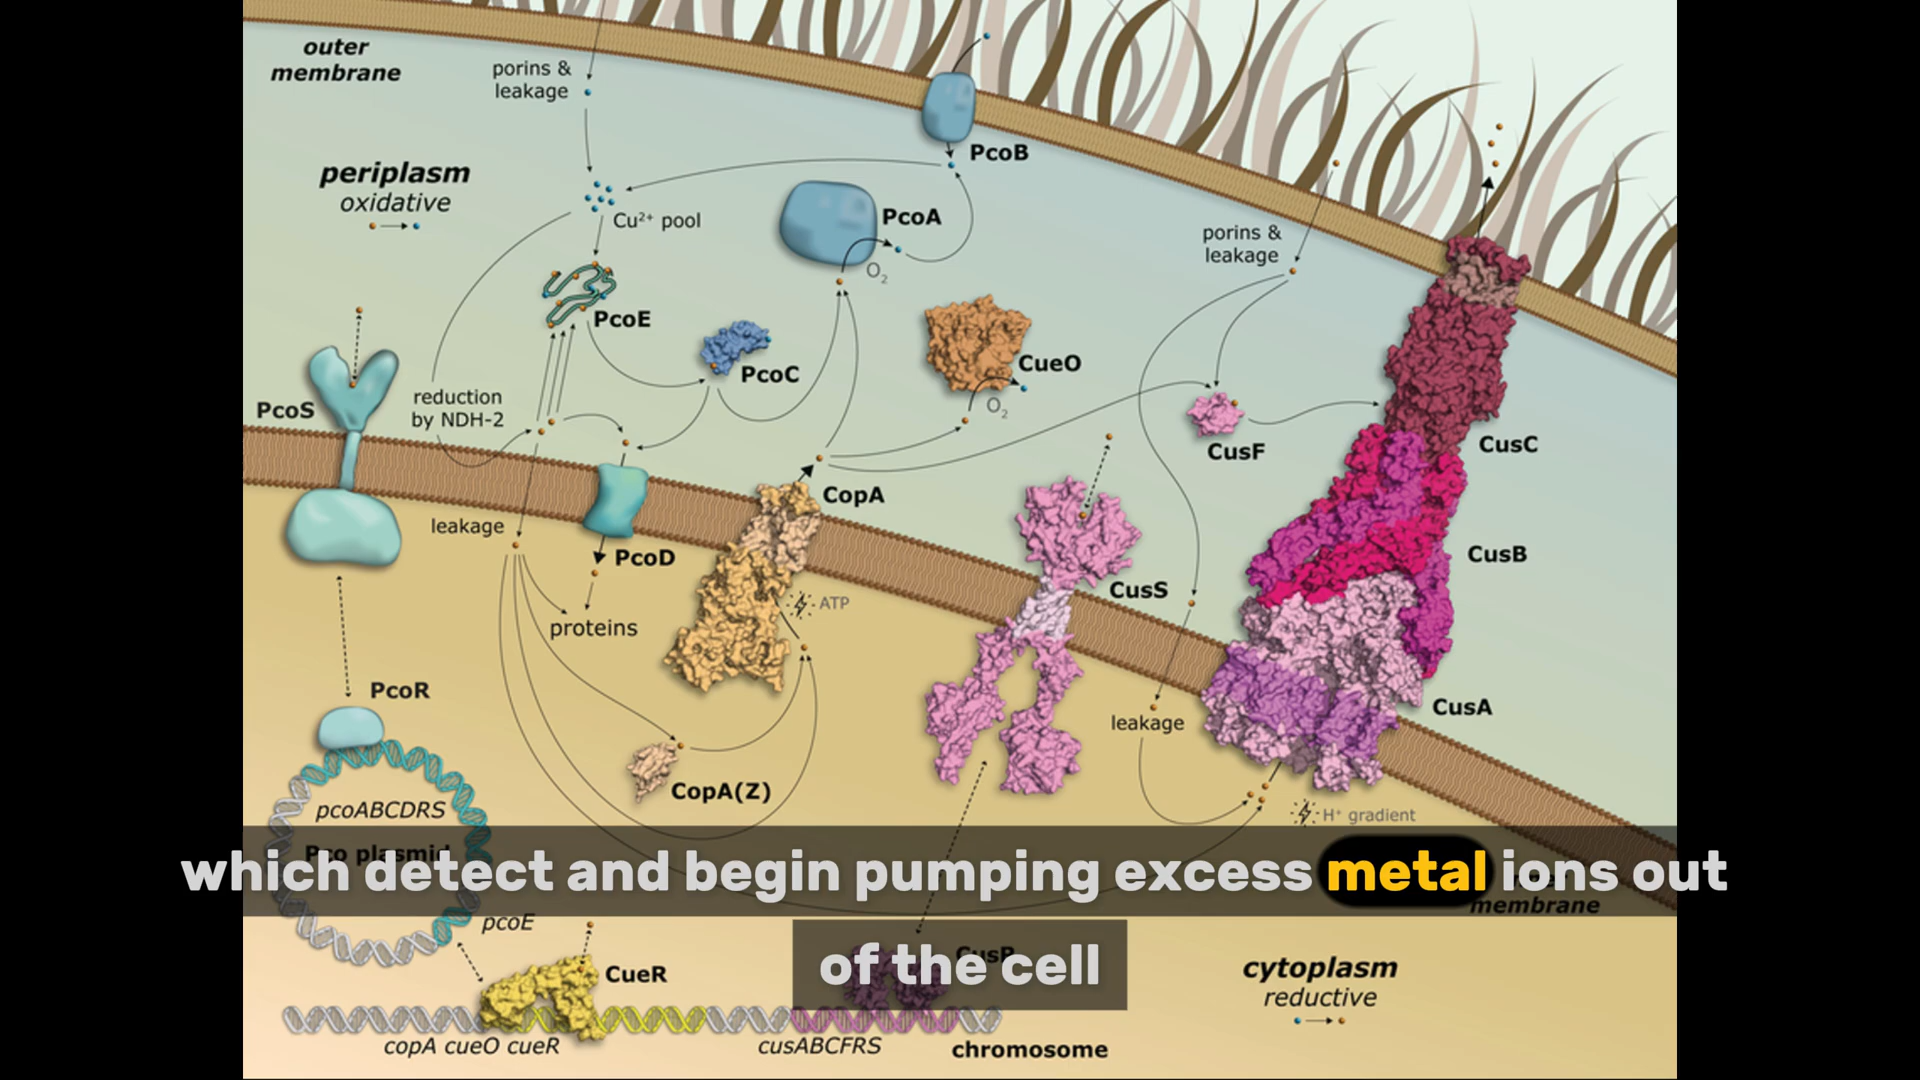 outer
membrane
porins &
leakage
PcoB
periplasm
oxidative
Cu²⁺ pool
PcoA
O₂
porins &
leakage
PcoE
PcoC
CueO
O₂
PcoS
reduction
by NDH-2
CusF
CusC
CopA
leakage
PcoD
CusB
CusS
ATP
proteins
PcoR
CusA
leakage
CopA(Z)
pcoABCDRS
H⁺ gradient
Pco plasmid
which detect and begin pumping excess metal ions out
membrane
pcoE
of the cell
CusR
CueR
cytoplasm
reductive
copA cueO cueR
cusABCFRS
chromosome